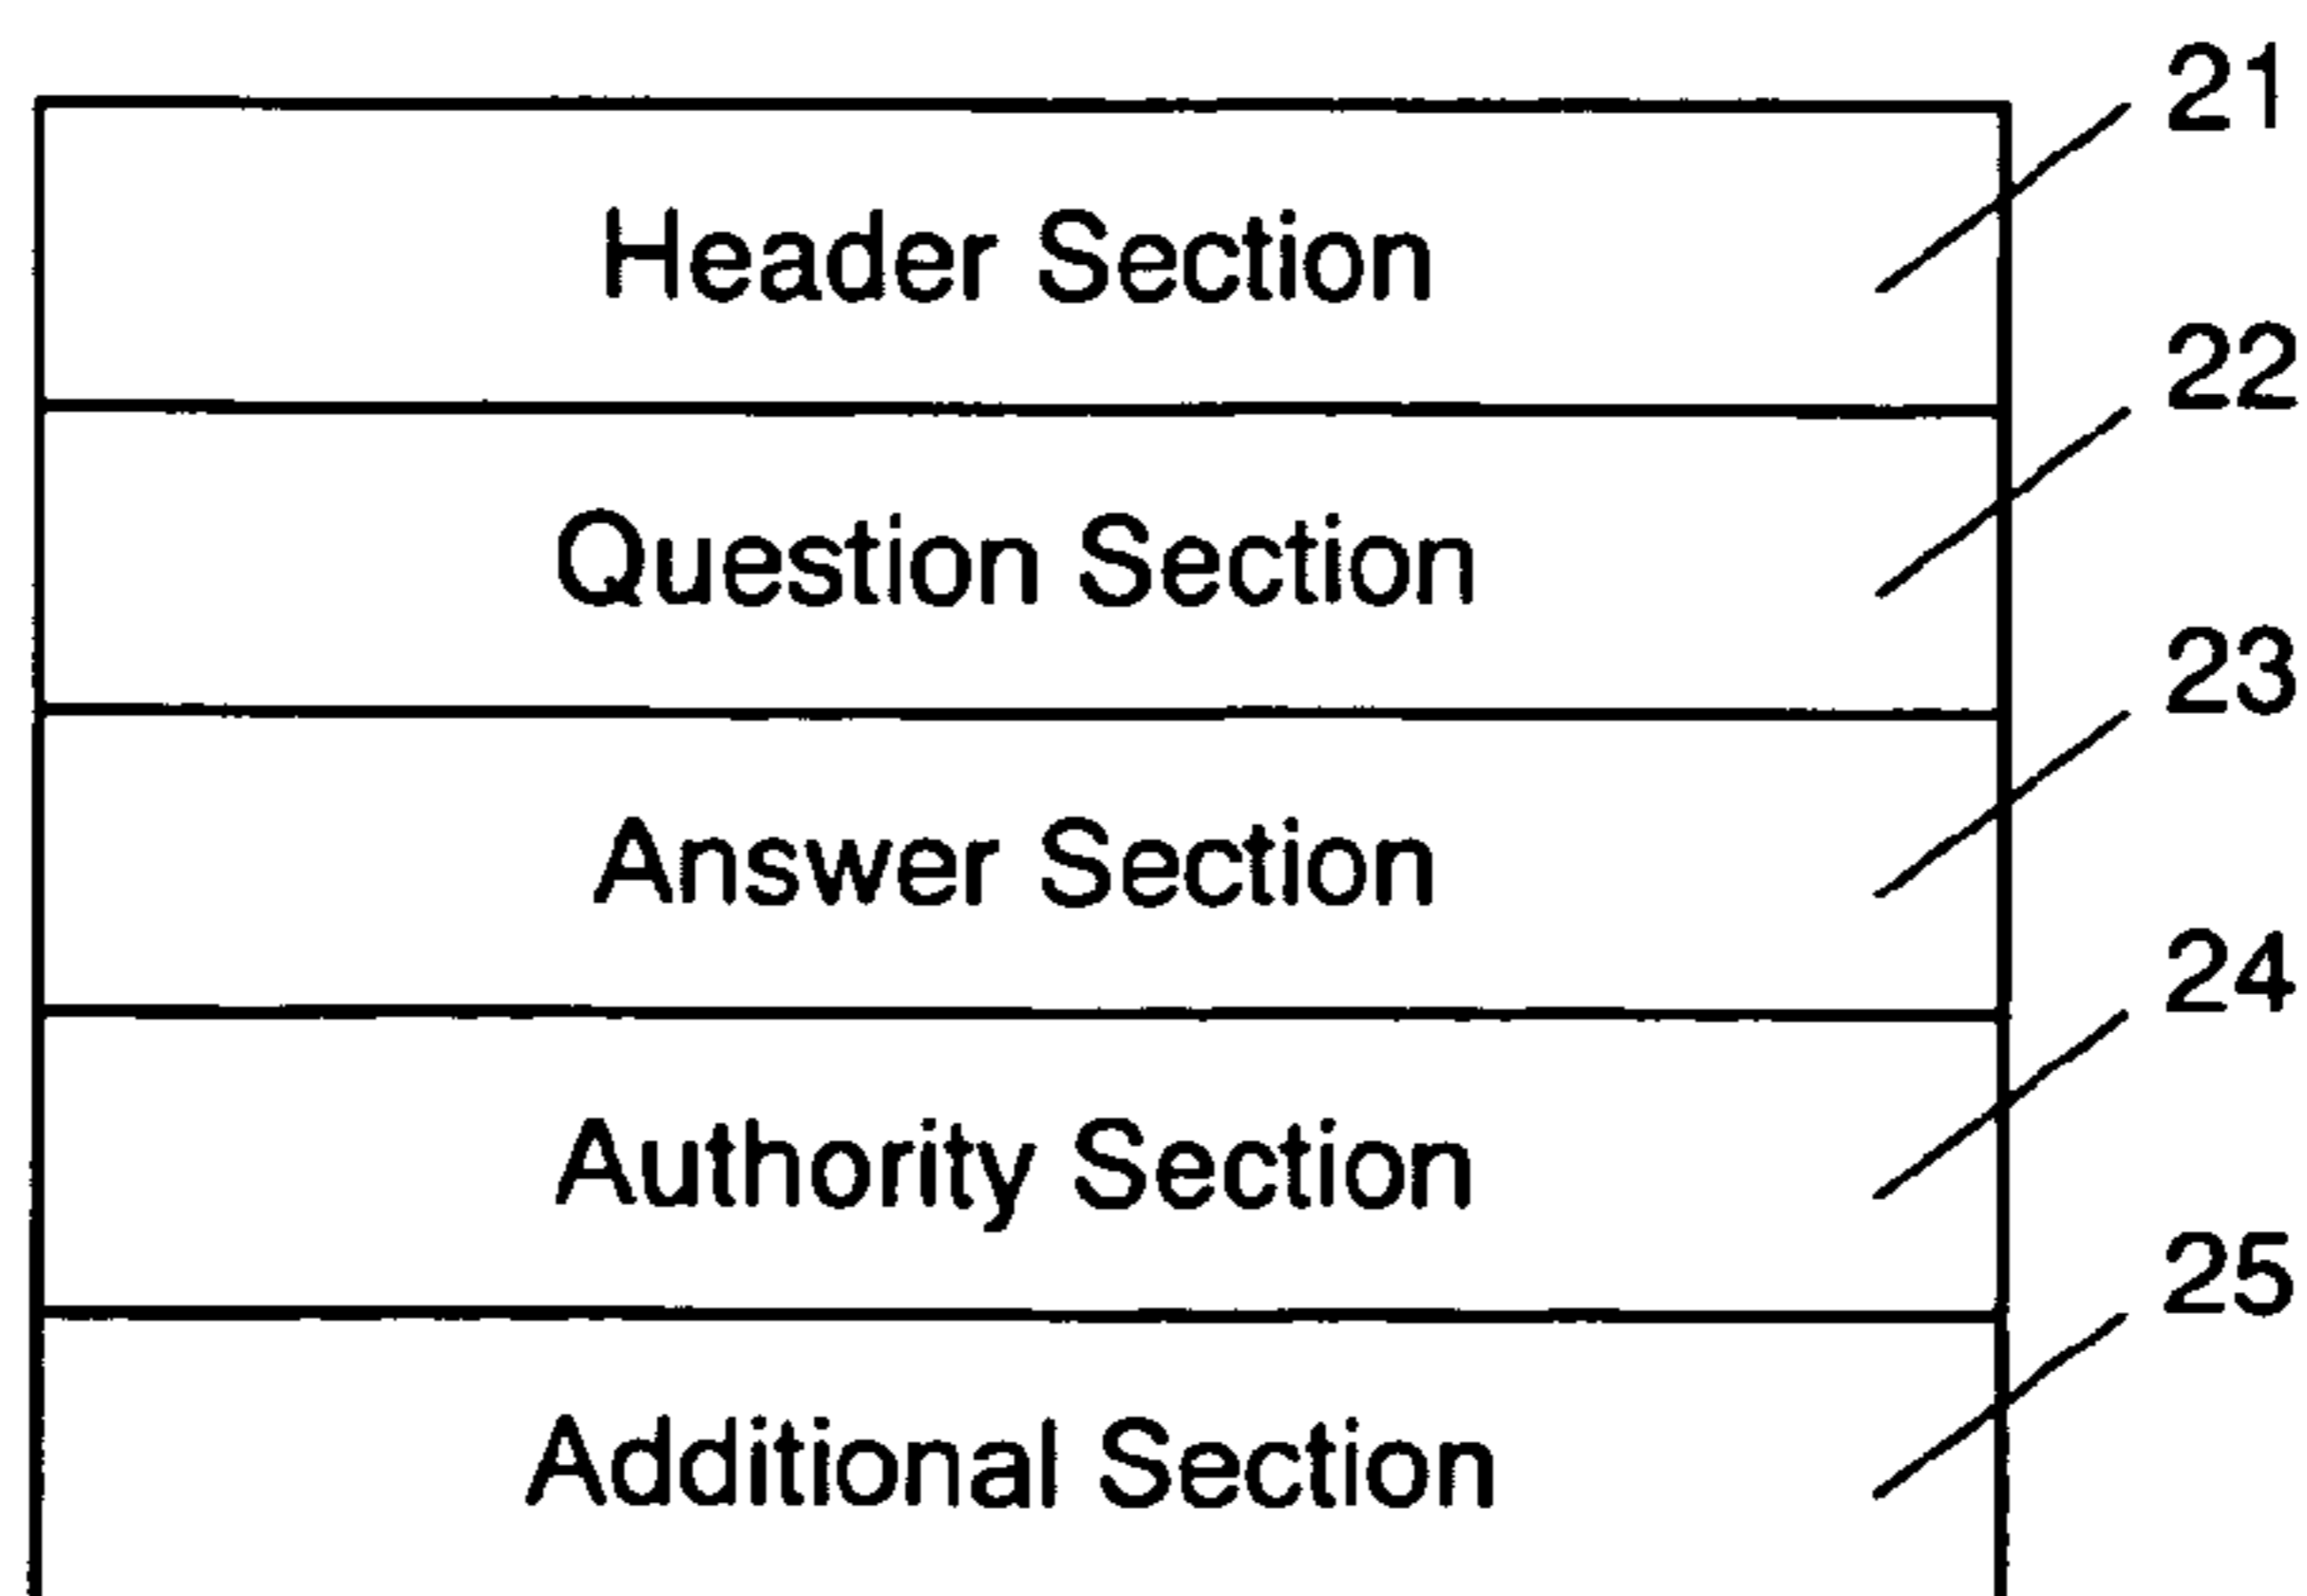 21
Header Section
22
Question Section
23
Answer Section
24
Authority Section
25
Additional Section